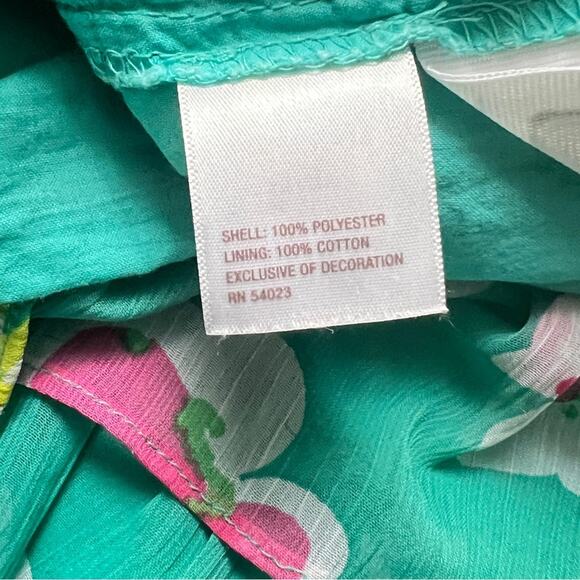 SHELL: 100% POLYESTER
LINING: 100% COTTON
EXCLUSIVE OF DECORATION
RN 54023